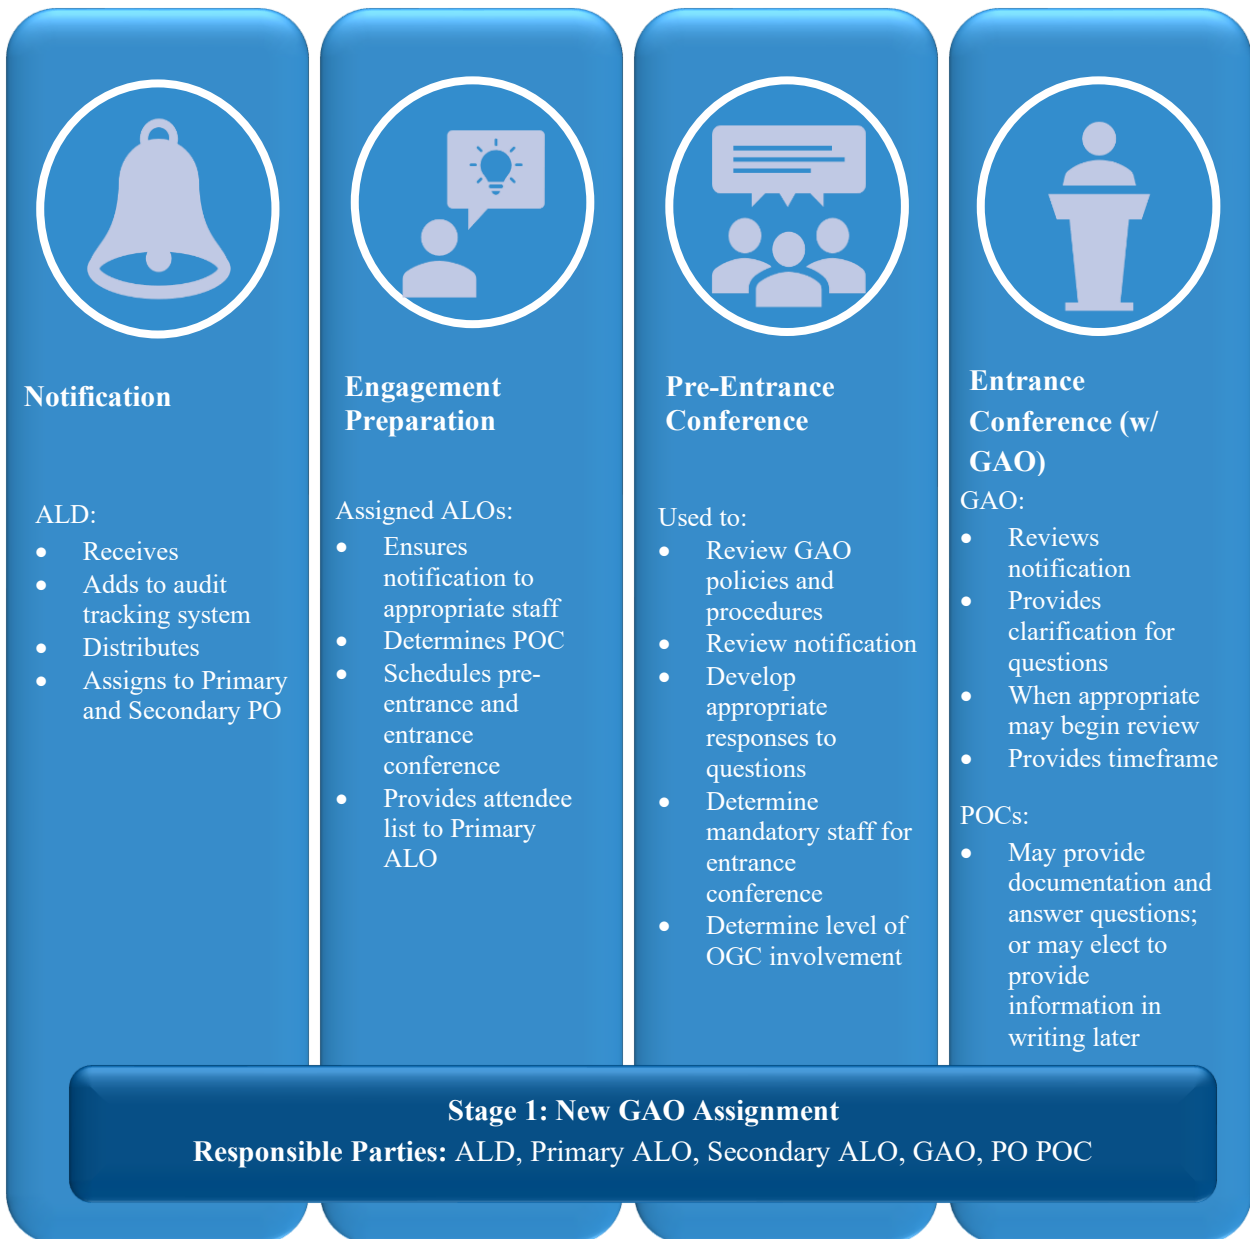 Notification
ALD:
• Receives
• Adds to audit
tracking system
• Distributes
• Assigns to Primary
and Secondary PO
Engagement
Preparation
Assigned ALOs:
• Ensures
notification to
appropriate staff
• Determines POC
• Schedules pre-
entrance and
entrance
conference
• Provides attendee
list to Primary
ALO
Pre-Entrance
Conference
Used to:
• Review GAO
policies and
procedures
• Review notification
• Develop
appropriate
responses to
questions
• Determine
mandatory staff for
entrance
conference
• Determine level of
OGC involvement
Entrance
Conference (w/
GAO)
GAO:
• Reviews
notification
• Provides
clarification for
questions
• When appropriate
may begin review
• Provides timeframe
POCs:
• May provide
documentation and
answer questions;
or may elect to
provide
information in
writing later
Stage 1: New GAO Assignment
Responsible Parties: ALD, Primary ALO, Secondary ALO, GAO, PO POC